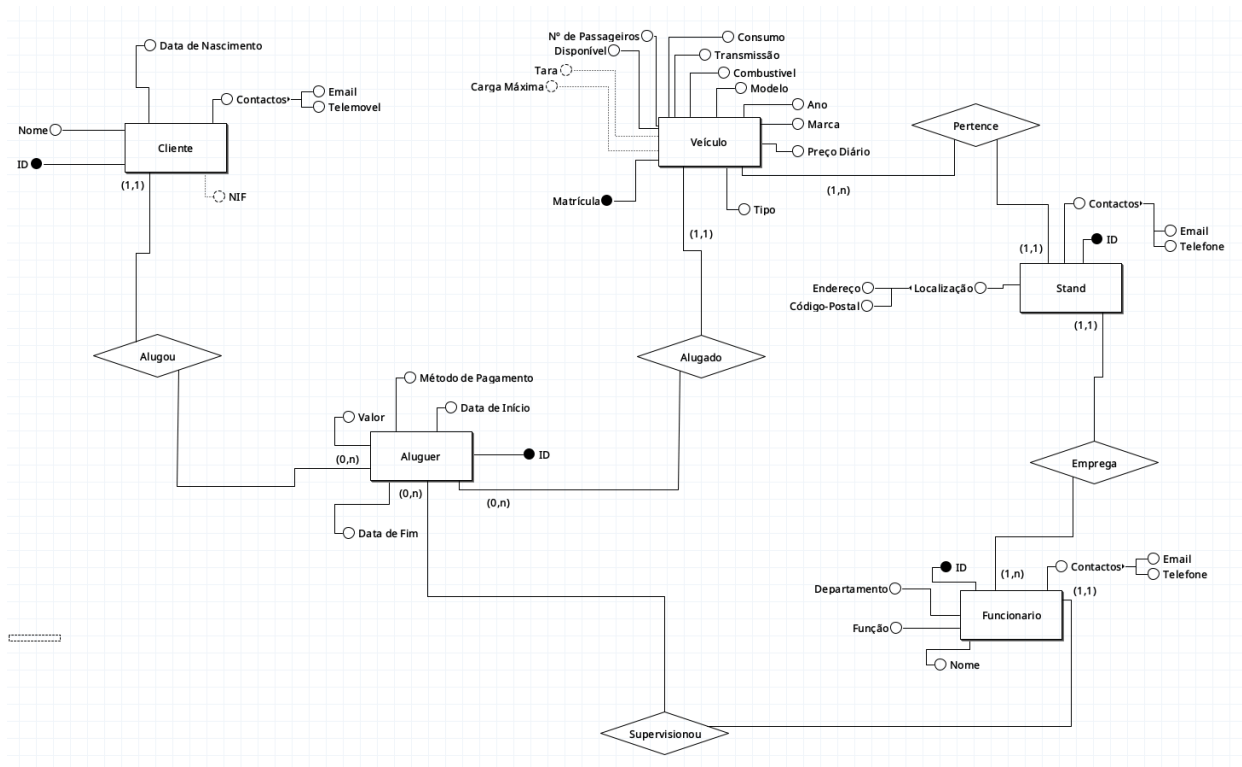 Data de Nascimento
Contactos
Email
Telemovel
Nome
ID
Cliente
(1,1)
NIF
Nº de Passageiros
Disponível
Tara
Carga Máxima
Consumo
Transmissão
Combustivel
Modelo
Ano
Marca
Preço Diário
Veículo
Matrícula
Tipo
(1,1)
(1,n)
Pertence
Contactos
Email
Telefone
ID
(1,1)
Endereço
Localização
Código-Postal
Stand
(1,1)
Alugou
Alugado
Método de Pagamento
Valor
Data de Início
Aluguer
ID
(0,n)
(0,n)
(0,n)
Data de Fim
Emprega
ID
(1,n)
Contactos
Email
Telefone
(1,1)
Departamento
Funcionario
Função
Nome
Supervisionou